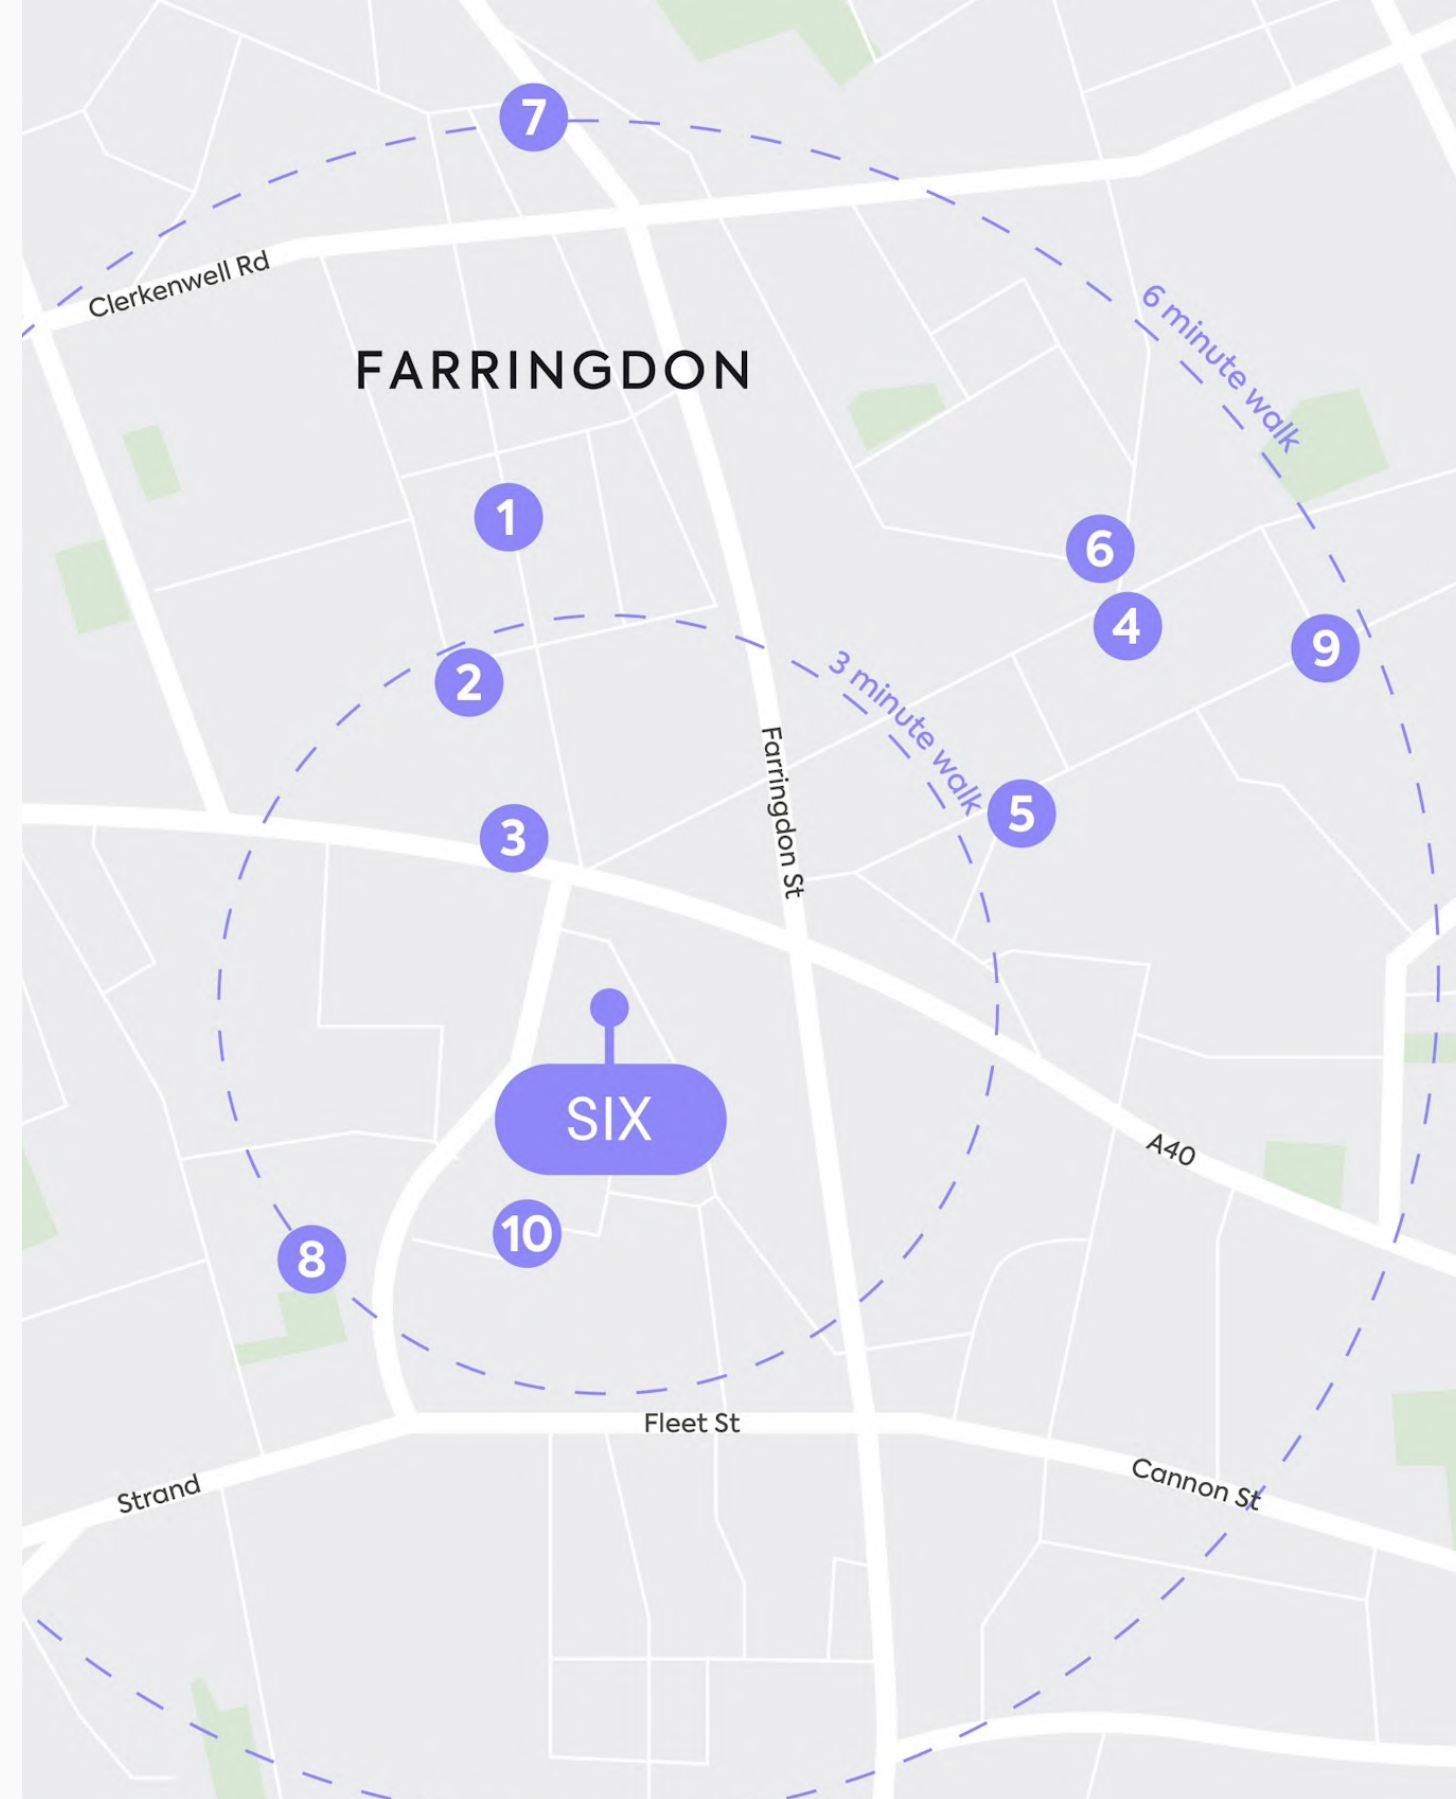 7
Clerkenwell Rd
6 minute walk
FARRINGDON
1
6
4
9
2
3 minute walk
Farringdon St
5
3
SIX
A40
10
8
Fleet St
Strand
Cannon St